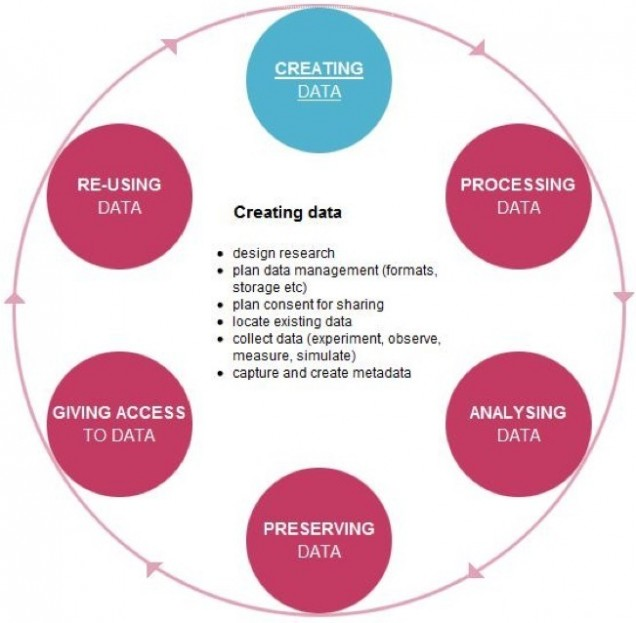 CREATING
DATA
PROCESSING
DATA
ANALYSING
DATA
PRESERVING
DATA
GIVING ACCESS
TO DATA
RE-USING
DATA
Creating data
• design research
• plan data management (formats,
storage etc)
• plan consent for sharing
• locate existing data
• collect data (experiment, observe,
measure, simulate)
• capture and create metadata